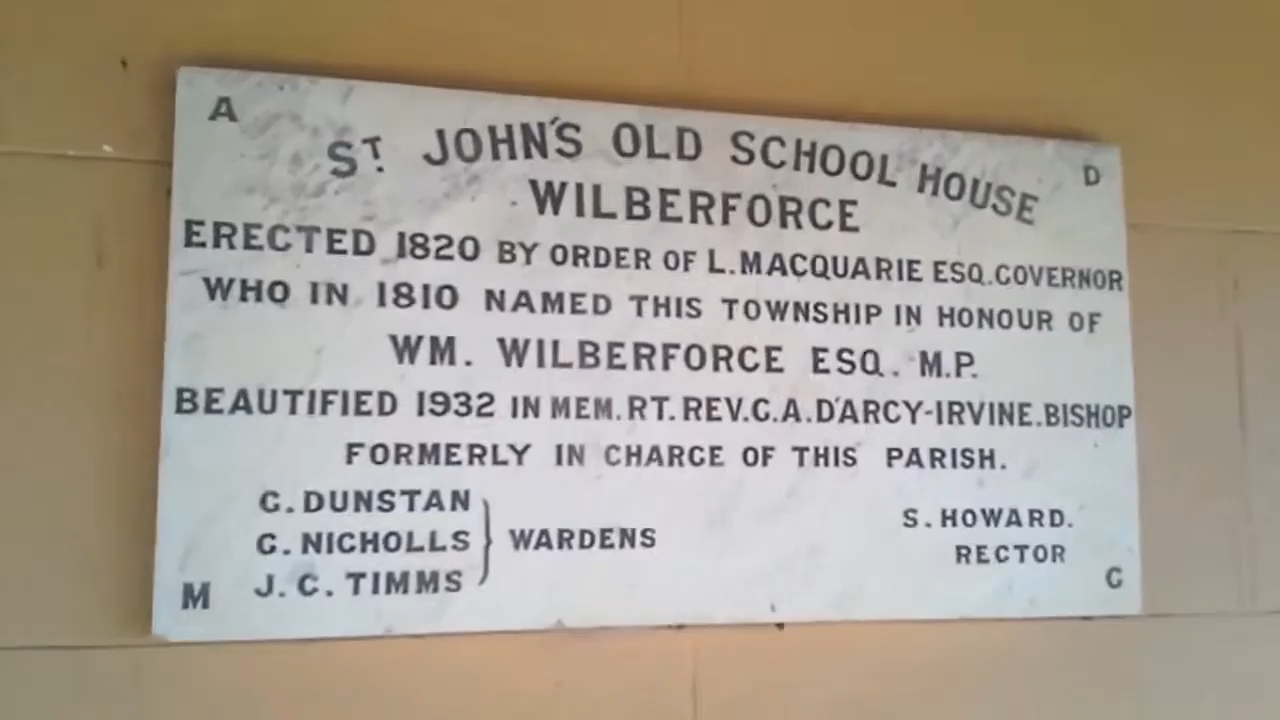 A
D
ST. JOHN'S OLD SCHOOL HOUSE
WILBERFORCE
ERECTED 1820 BY ORDER OF L.MACQUARIE ESQ.GOVERNOR
WHO IN 1810 NAMED THIS TOWNSHIP IN HONOUR OF
WM. WILBERFORCE ESQ. M.P.
BEAUTIFIED 1932 IN MEM.RT.REV.G.A.D'ARCY-IRVINE.BISHOP
FORMERLY IN CHARGE OF THIS PARISH.
G. DUNSTAN
C. NICHOLLS } WARDENS
J. C. TIMMS
S. HOWARD.
RECTOR
M
G